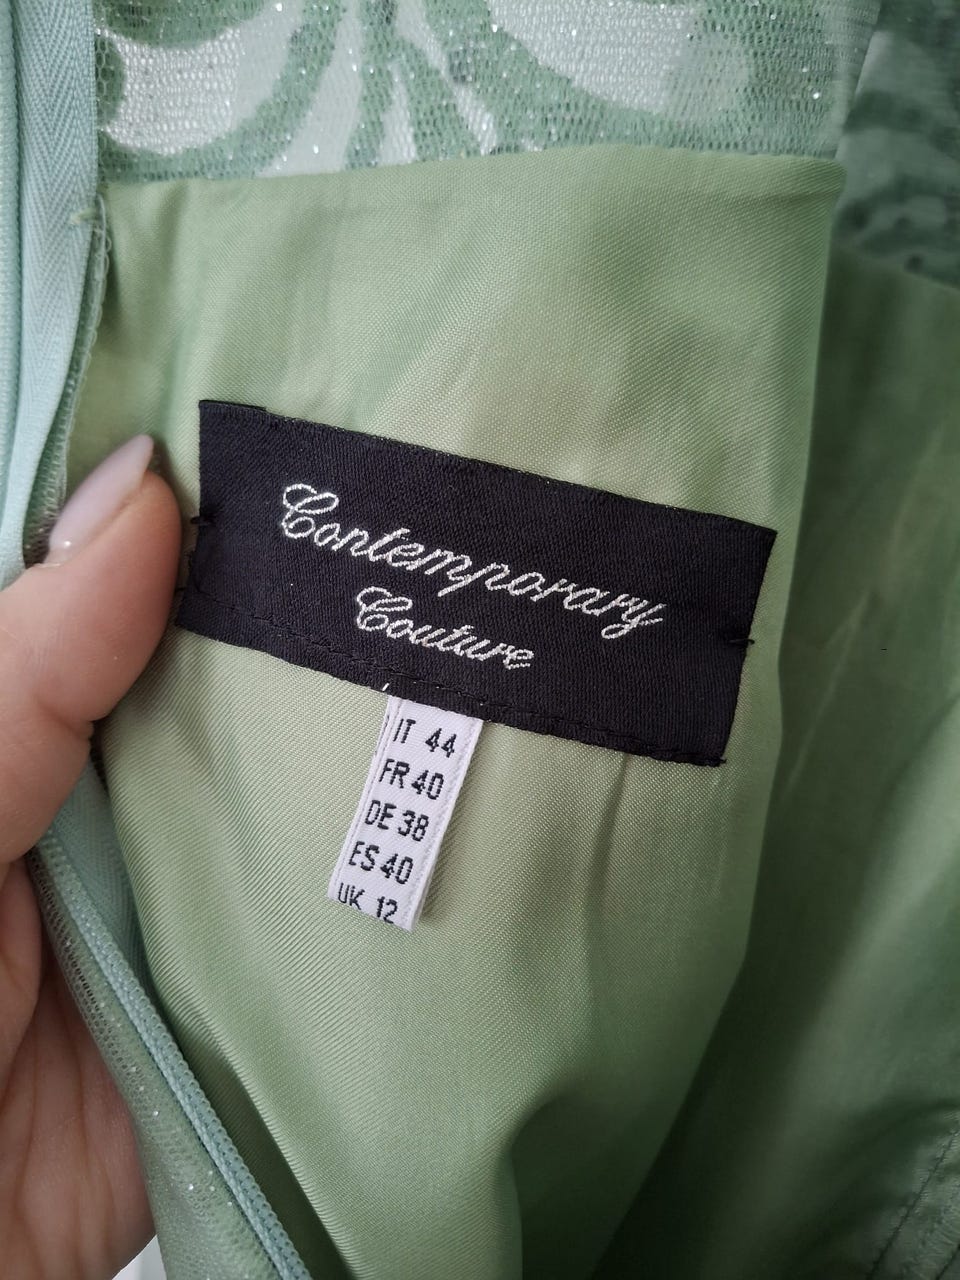 Contemporary
Couture
IT 44
FR 40
DE 38
ES 40
UK 12